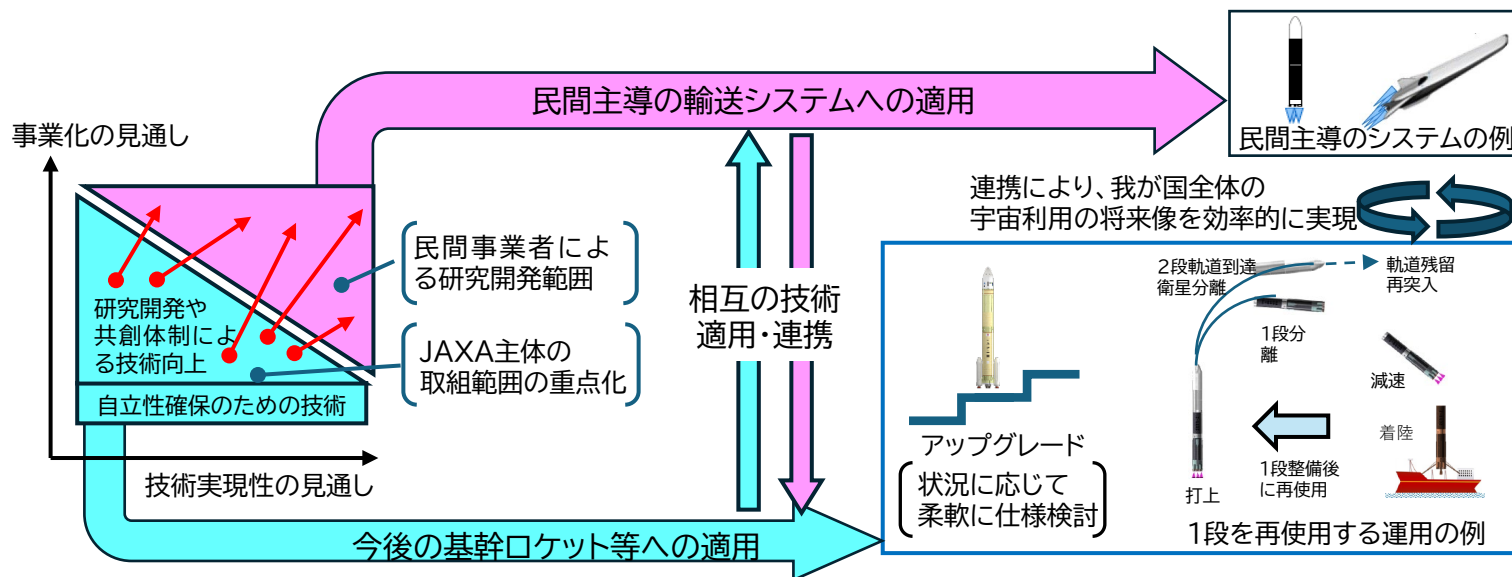 民間主導の輸送システムへの適用
民間主導のシステムの例
事業化の見通し
連携により、我が国全体の
宇宙利用の将来像を効率的に実現
民間事業者によ
る研究開発範囲
研究開発や
共創体制によ
る技術向上
JAXA主体の
取組範囲の重点化
自立性確保のための技術
技術実現性の見通し
相互の技術
適用・連携
今後の基幹ロケット等への適用
アップグレード
状況に応じて
柔軟に仕様検討
2段軌道到達
衛星分離
軌道残留
再突入
1段分
離
減速
着陸
1段整備後
に再使用
打上
1段を再使用する運用の例